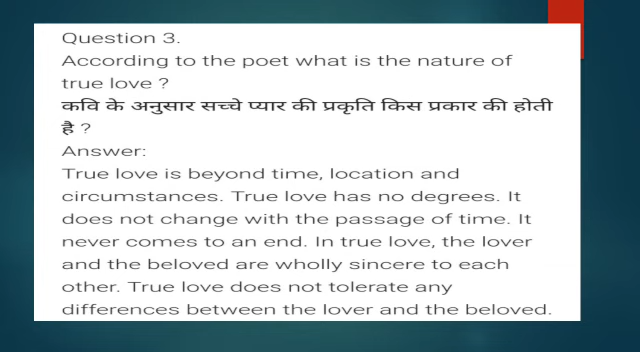 Question 3.
According to the poet what is the nature of
true love ?
कवि के अनुसार सच्चे प्यार की प्रकृति किस प्रकार की होती
है ?
Answer:
True love is beyond time, location and
circumstances. True love has no degrees. It
does not change with the passage of time. It
never comes to an end. In true love, the lover
and the beloved are wholly sincere to each
other. True love does not tolerate any
differences between the lover and the beloved.